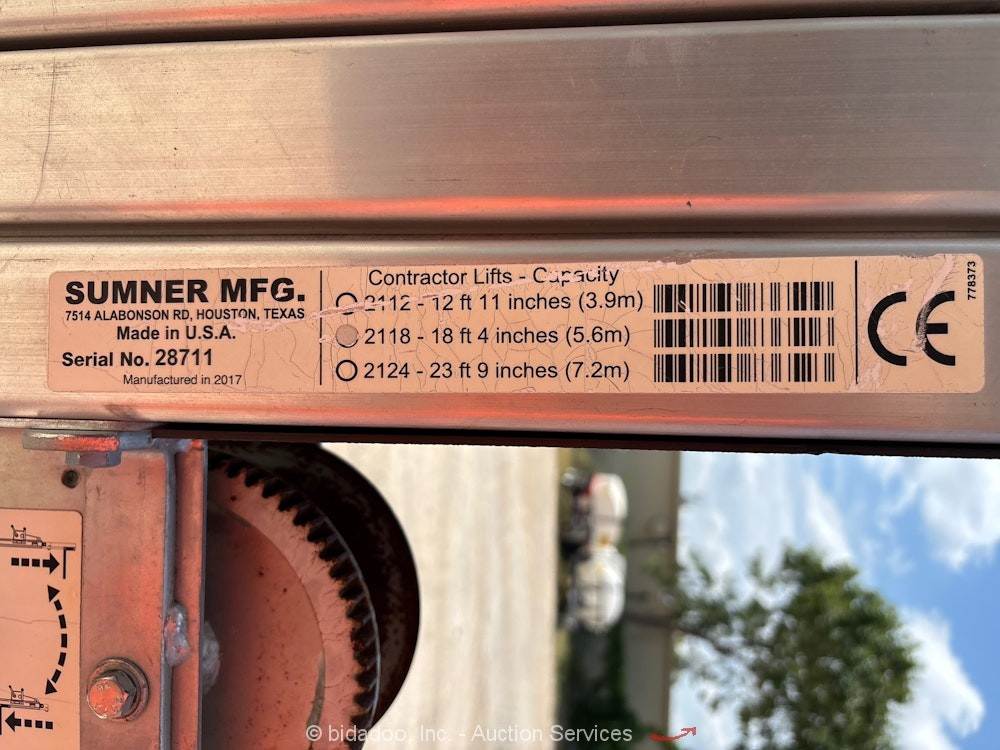 SUMNER MFG.
7514 ALABONSON RD, HOUSTON, TEXAS
Made in U.S.A.
Serial No. 28711
Manufactured in 2017
Contractor Lifts - Capacity
2112 - 12 ft 11 inches (3.9m)
2118 - 18 ft 4 inches (5.6m)
2124 - 23 ft 9 inches (7.2m)
CE
778373
© bidadoo, Inc. - Auction Services